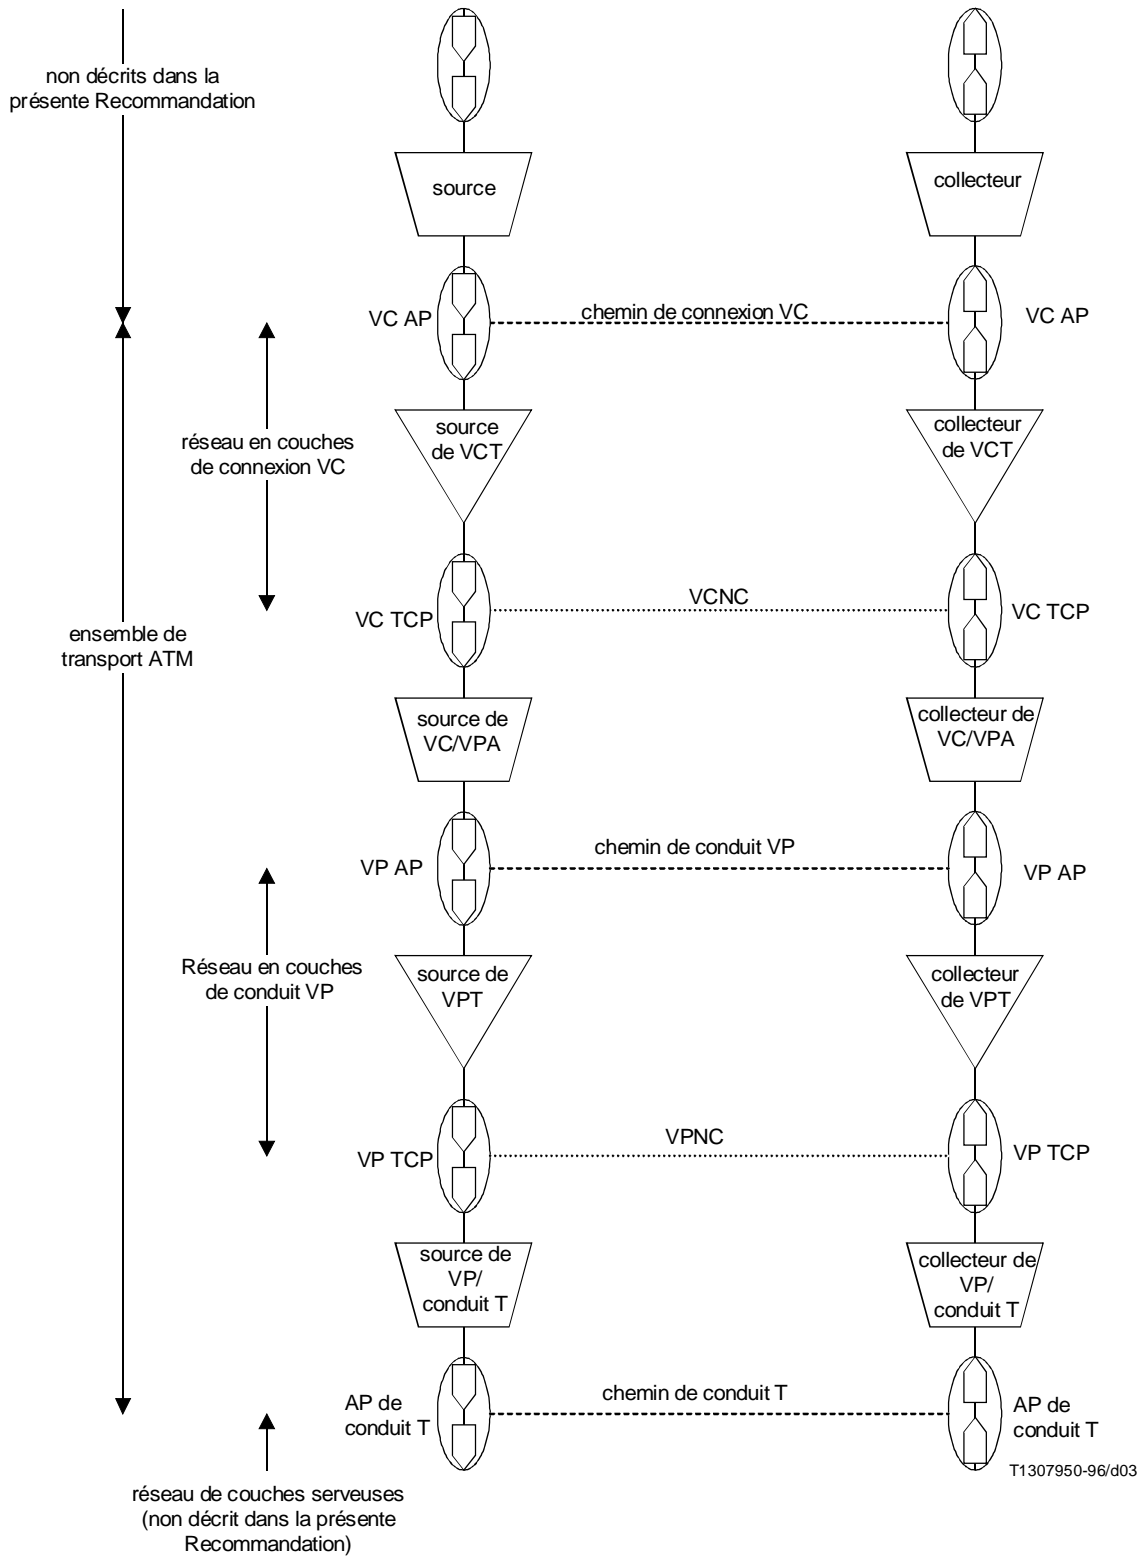 non décrits dans la
présente Recommandation
source
collecteur
VC AP
chemin de connexion VC
VC AP
source
de VCT
collecteur
de VCT
réseau en couches
de connexion VC
VC TCP
VCNC
VC TCP
ensemble de
transport ATM
source de
VC/VPA
collecteur de
VC/VPA
VP AP
chemin de conduit VP
VP AP
Réseau en couches
de conduit VP
source de
VPT
collecteur
de VPT
VP TCP
VPNC
VP TCP
source de
VP/
conduit T
collecteur de
VP/
conduit T
AP de
conduit T
chemin de conduit T
AP de
conduit T
T1307950-96/d03
réseau de couches serveuses
(non décrit dans la présente
Recommandation)